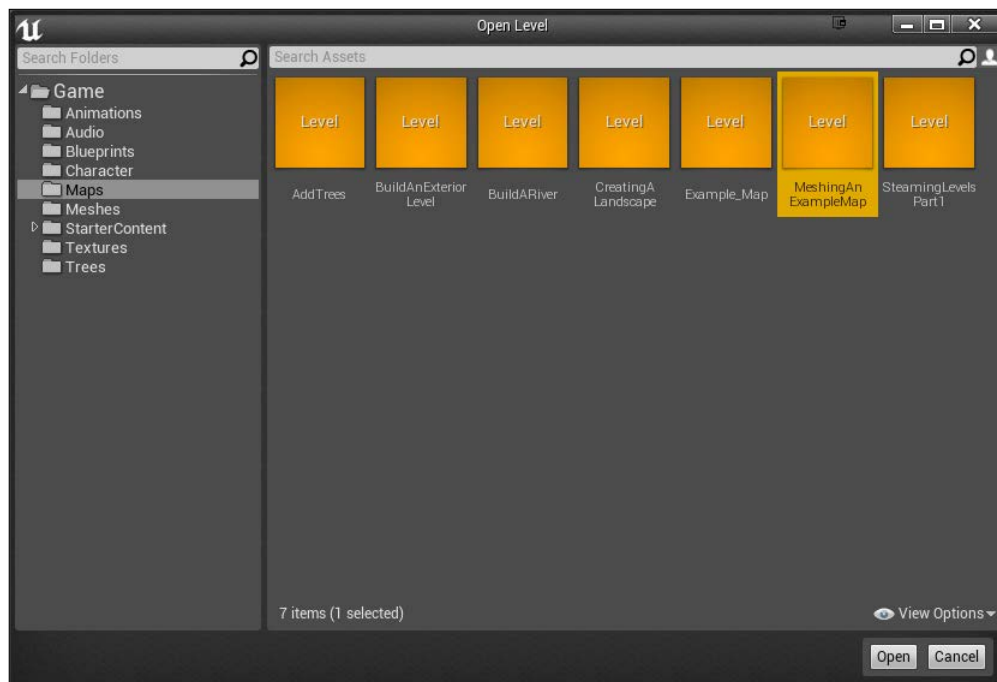 Open Level
Search Folders
Game
Animations
Audio
Blueprints
Character
Maps
Meshes
StarterContent
Textures
Trees
Search Assets
Level
AddTrees
Level
BuildAnExterior
Level
Level
BuildARiver
Level
CreatingA
Landscape
Level
Example_Map
Level
MeshingAn
ExampleMap
Level
SteamingLevels
Part1
7 items (1 selected)
View Options
Open
Cancel